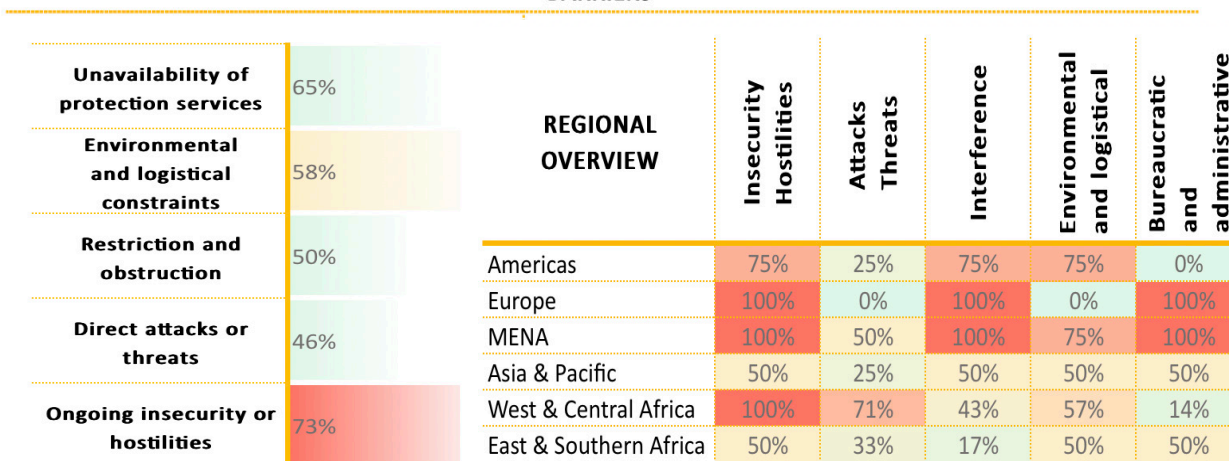 Unavailability of
protection services
65%
Environmental
and logistical
constraints
58%
Restriction and
obstruction
50%
Direct attacks or
threats
46%
Ongoing insecurity or
hostilities
73%
REGIONAL
OVERVIEW
Insecurity
Hostilities
Attacks
Threats
Interference
Environmental
and logistical
Bureaucratic
and
administrative
Americas 75% 25% 75% 75% 0%
Europe 100% 0% 100% 0% 100%
MENA 100% 50% 100% 75% 100%
Asia & Pacific 50% 25% 50% 50% 50%
West & Central Africa 100% 71% 43% 57% 14%
East & Southern Africa 50% 33% 17% 50% 50%